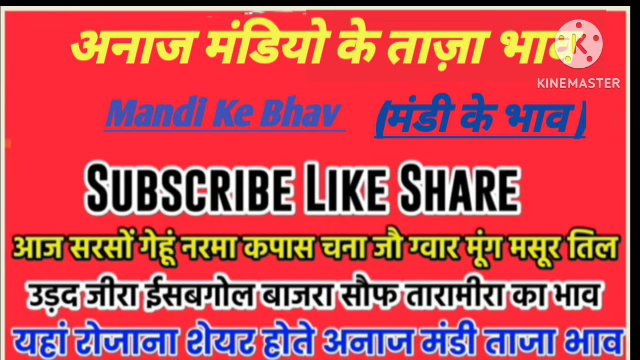 अनाज मंडियो के ताज़ा भाव
KINEMASTER
Mandi Ke Bhav (मंडी के भाव)
SUBSCRIBE LIKE SHARE
आज सरसों गेहूं नरमा कपास चना जौ ग्वार मूंग मसूर तिल
उड़द जीरा ईसबगोल बाजरा सौफ तारामीरा का भाव
यहां रोजाना शेयर होते अनाज मंडी ताजा भाव